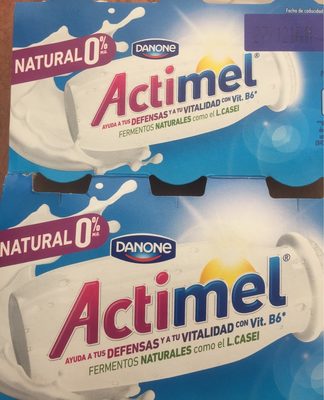 Fecha de caducidad
NATURAL 0%
DANONE
Actimel®
AYUDA A TUS DEFENSAS Y A TU VITALIDAD CON Vit. B6*
FERMENTOS NATURALES como el L.CASEI
NATURAL 0%
DANONE
Actimel®
AYUDA A TUS DEFENSAS Y A TU VITALIDAD CON Vit. B6*
FERMENTOS NATURALES como el L.CASEI